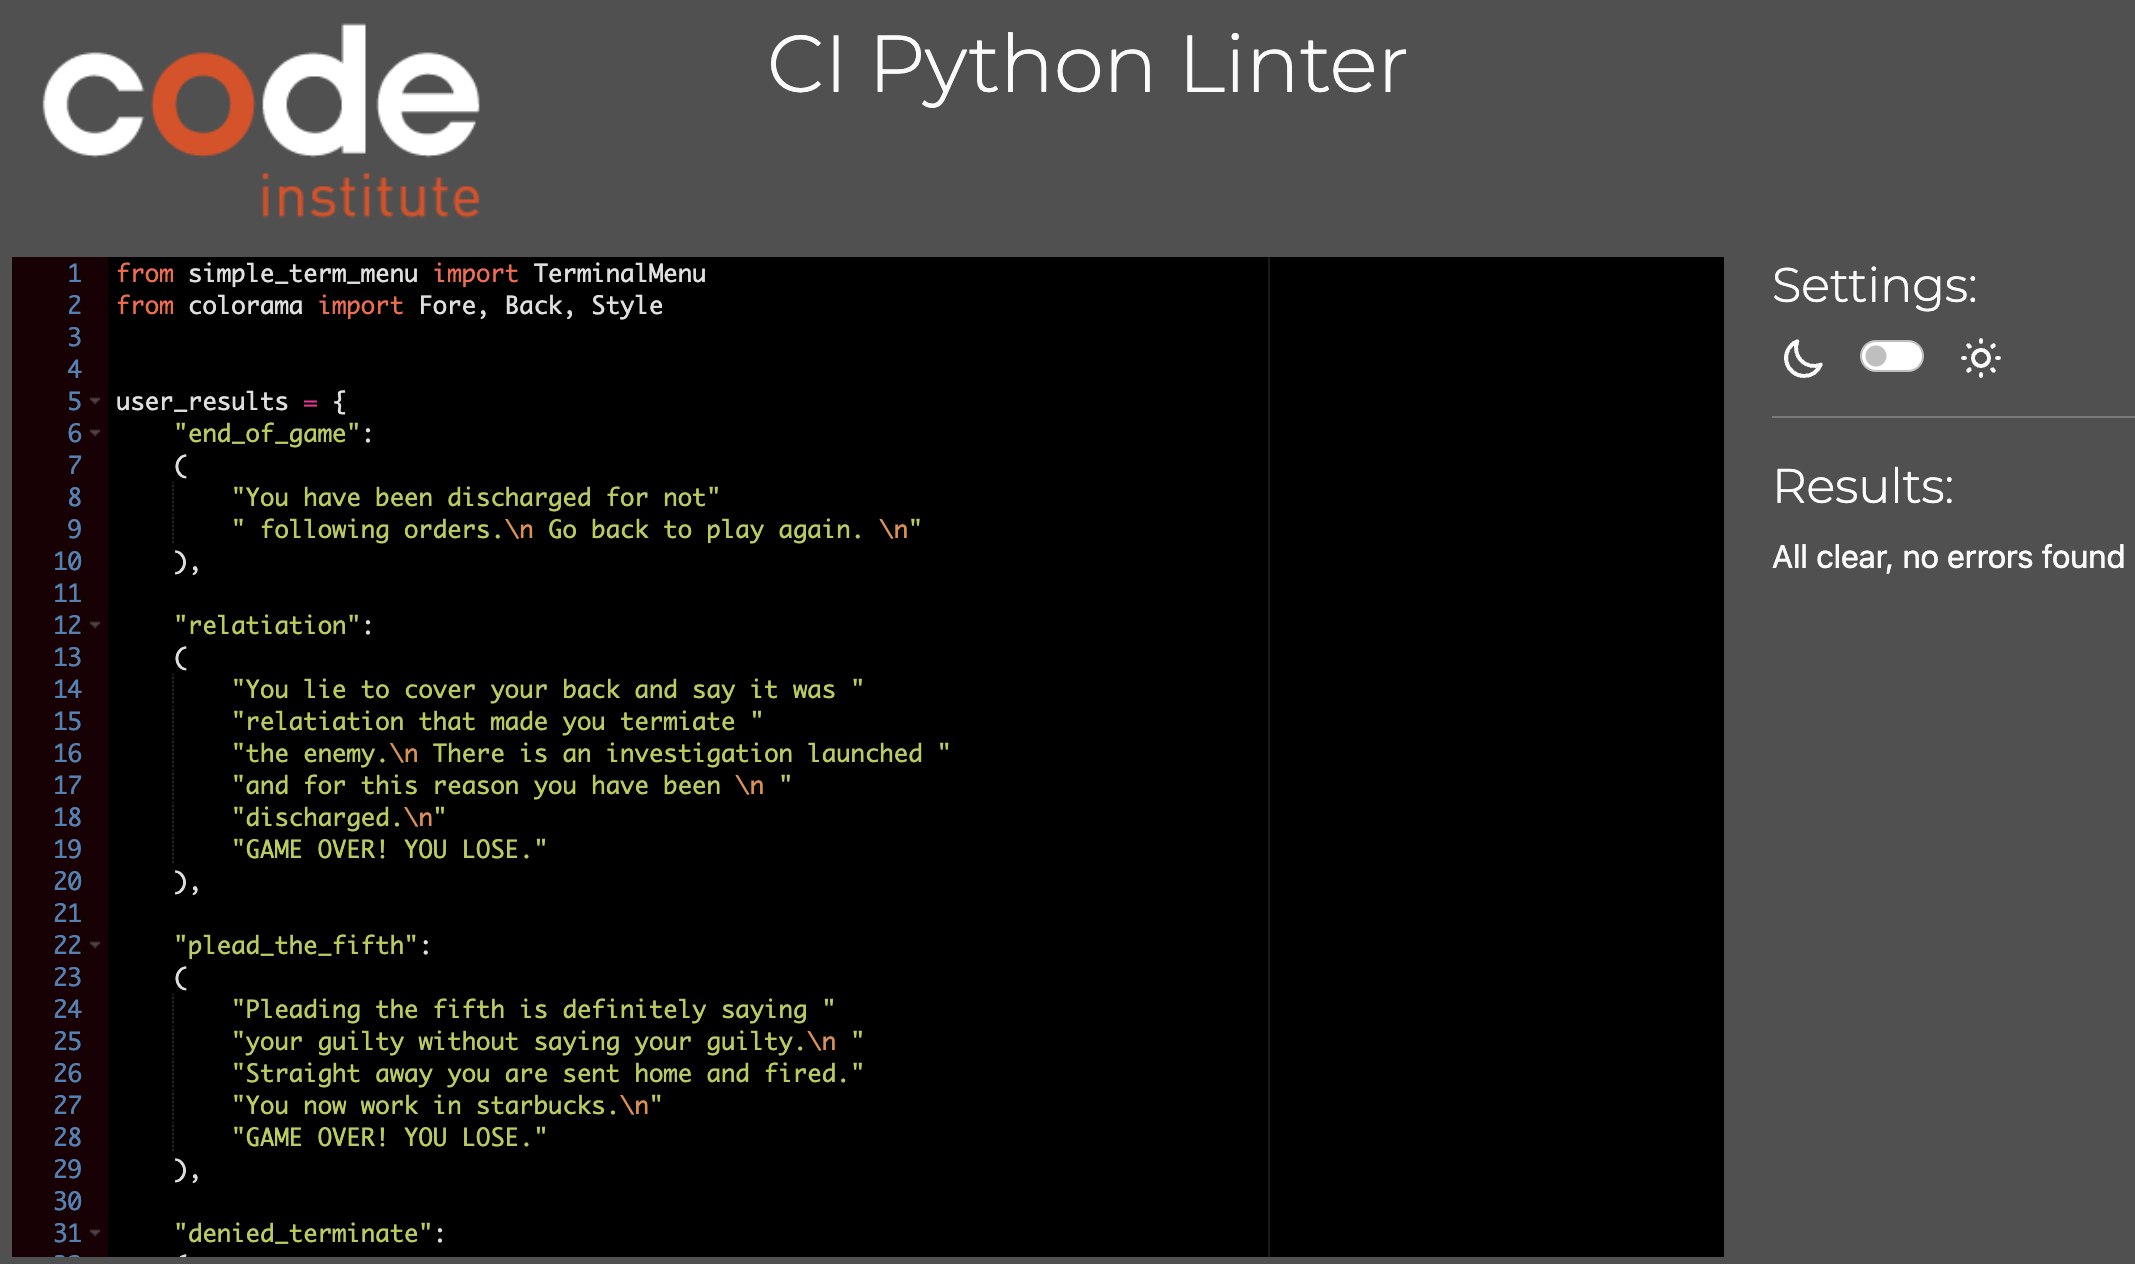 code
institute
CI Python Linter
1 from simple_term_menu import TerminalMenu
2 from colorama import Fore, Back, Style
3
4
5 user_results = {
6     "end_of_game":
7     (
8         "You have been discharged for not"
9         " following orders.\n Go back to play again. \n"
10     ),
11
12     "relatiation":
13     (
14         "You lie to cover your back and say it was "
15         "relatiation that made you termiate "
16         "the enemy.\n There is an investigation launched "
17         "and for this reason you have been \n "
18         "discharged.\n"
19         "GAME OVER! YOU LOSE."
20     ),
21
22     "plead_the_fifth":
23     (
24         "Pleading the fifth is definitely saying "
25         "your guilty without saying your guilty.\n "
26         "Straight away you are sent home and fired."
27         "You now work in starbucks.\n"
28         "GAME OVER! YOU LOSE."
29     ),
30
31     "denied_terminate":
Settings:
Results:
All clear, no errors found